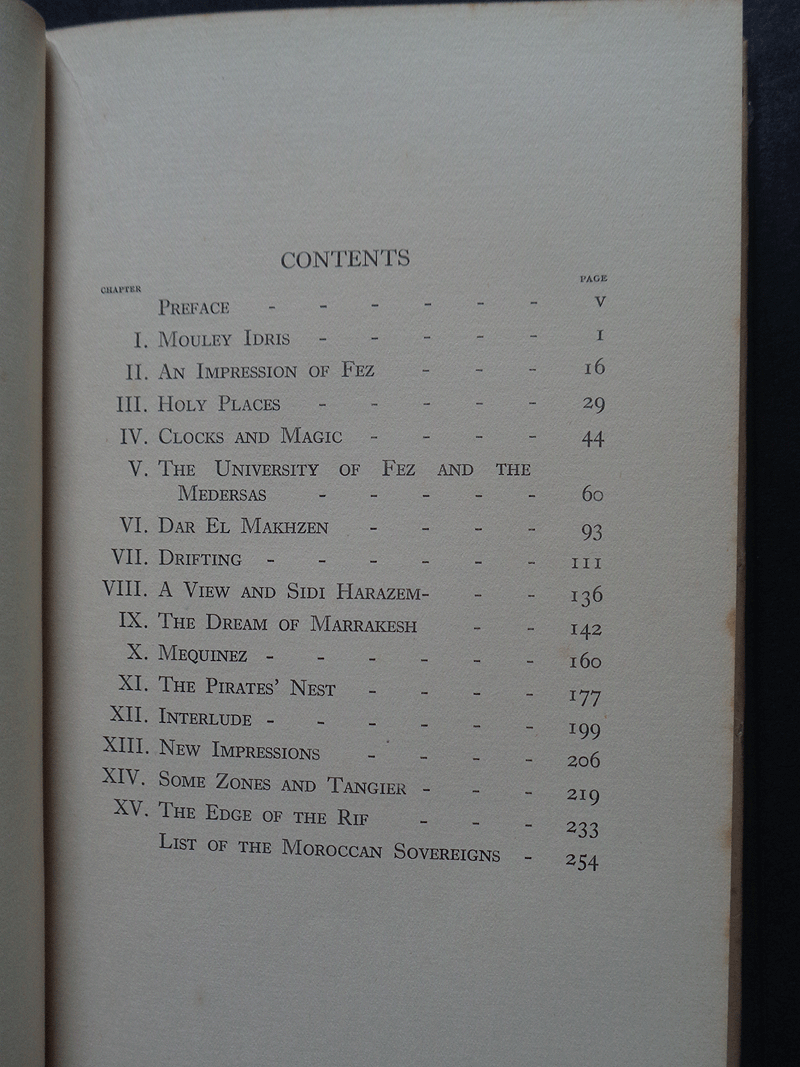 CONTENTS
CHAPTER PAGE
PREFACE - - - - - - V
I. MOULEY IDRIS - - - - - I
II. AN IMPRESSION OF FEZ - - - 16
III. HOLY PLACES - - - - - 29
IV. CLOCKS AND MAGIC - - - - 44
V. THE UNIVERSITY OF FEZ AND THE
MEDERSAS - - - - - 60
VI. DAR EL MAKHZEN - - - - 93
VII. DRIFTING - - - - - - 111
VIII. A VIEW AND SIDI HARAZEM- - - 136
IX. THE DREAM OF MARRAKESH - - 142
X. MEQUINEZ - - - - - - 160
XI. THE PIRATES' NEST - - - - 177
XII. INTERLUDE - - - - - - 199
XIII. NEW IMPRESSIONS - - - - 206
XIV. SOME ZONES AND TANGIER - - - 219
XV. THE EDGE OF THE RIF - - - 233
LIST OF THE MOROCCAN SOVEREIGNS - 254